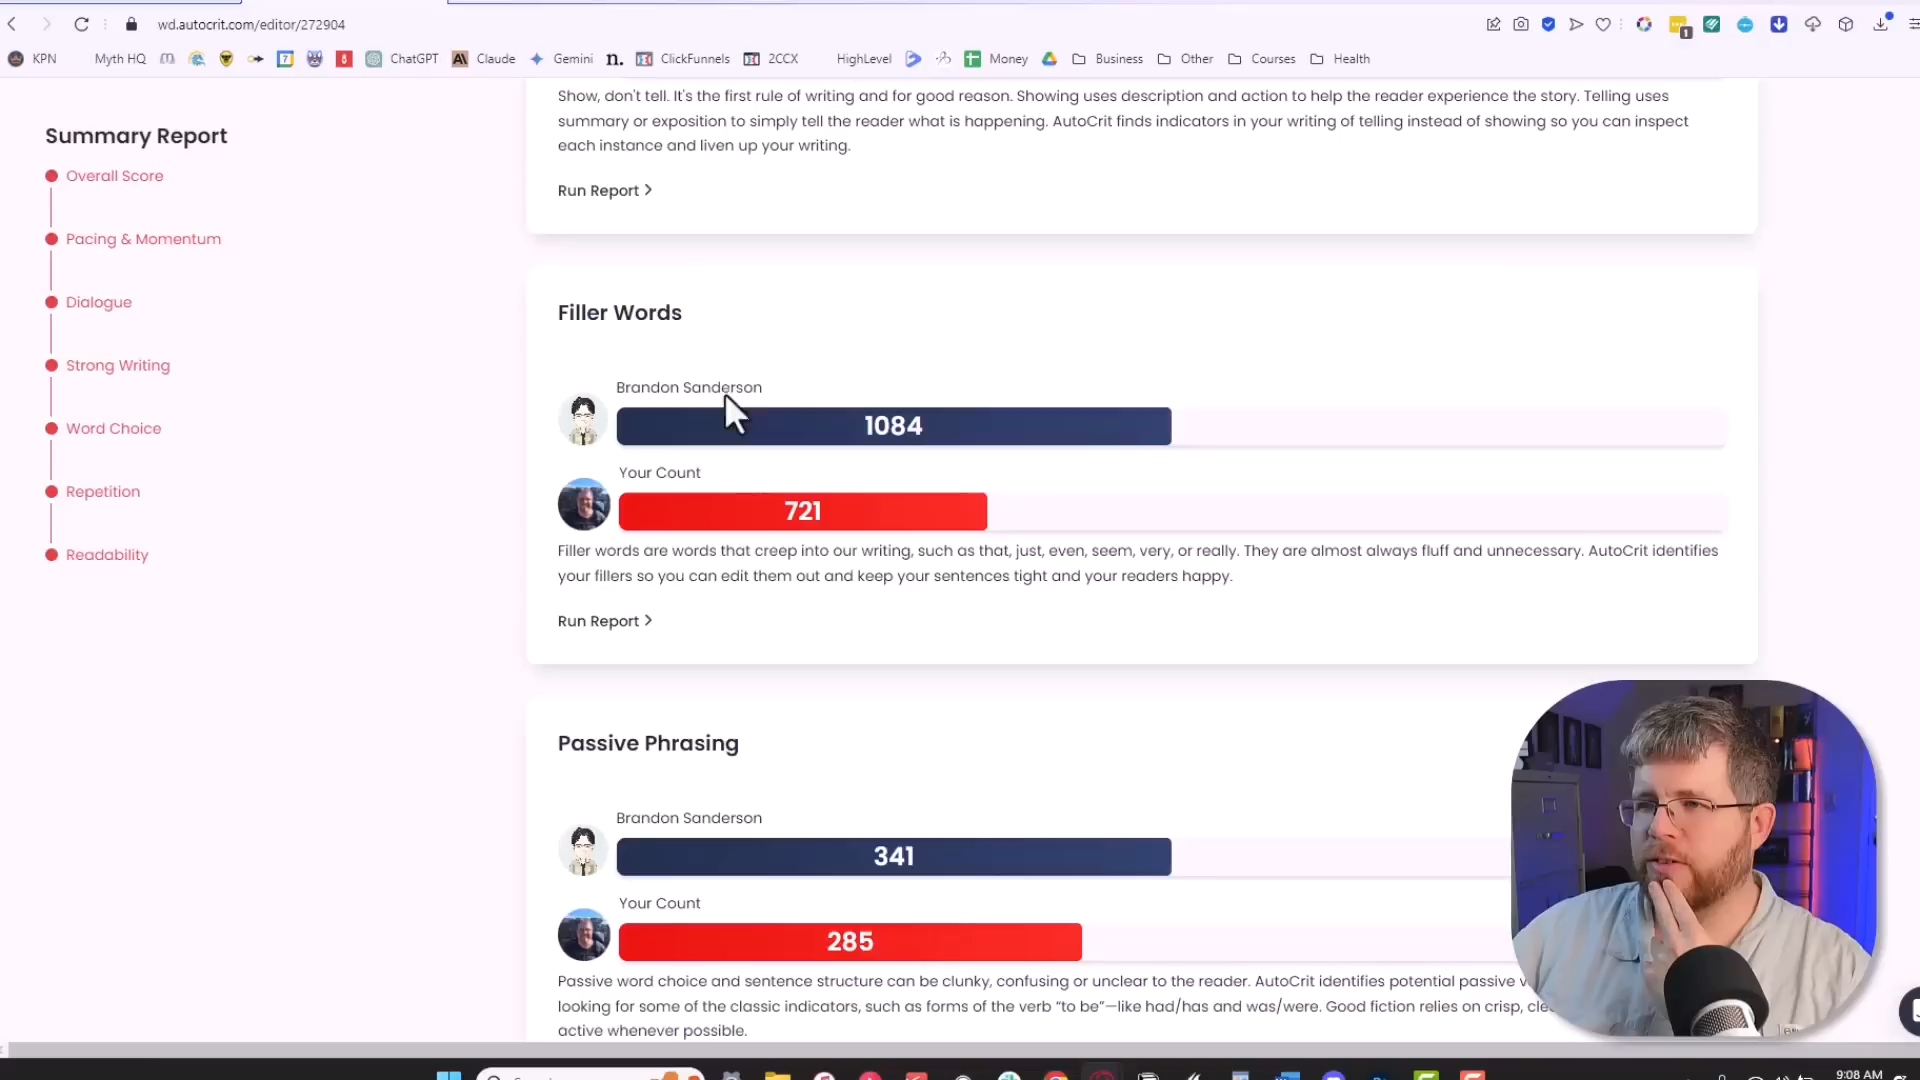 wd.autocrit.com/editor/272904
KPN Myth HQ 7 8 ChatGPT Claude Gemini n. ClickFunnels 2CCX HighLevel Money Business Other Courses Health
1
Summary Report
Overall Score
Pacing & Momentum
Dialogue
Strong Writing
Word Choice
Repetition
Readability
Show, don't tell. It's the first rule of writing and for good reason. Showing uses description and action to help the reader experience the story. Telling uses
summary or exposition to simply tell the reader what is happening. AutoCrit finds indicators in your writing of telling instead of showing so you can inspect
each instance and liven up your writing.
Run Report
Filler Words
Brandon Sanderson
1084
Your Count
721
Filler words are words that creep into our writing, such as that, just, even, seem, very, or really. They are almost always fluff and unnecessary. AutoCrit identifies
your fillers so you can edit them out and keep your sentences tight and your readers happy.
Run Report
Passive Phrasing
Brandon Sanderson
341
Your Count
285
Passive word choice and sentence structure can be clunky, confusing or unclear to the reader. AutoCrit identifies potential passive
looking for some of the classic indicators, such as forms of the verb “to be”—like had/has and was/were. Good fiction relies on crisp,
active whenever possible.
9:08 AM